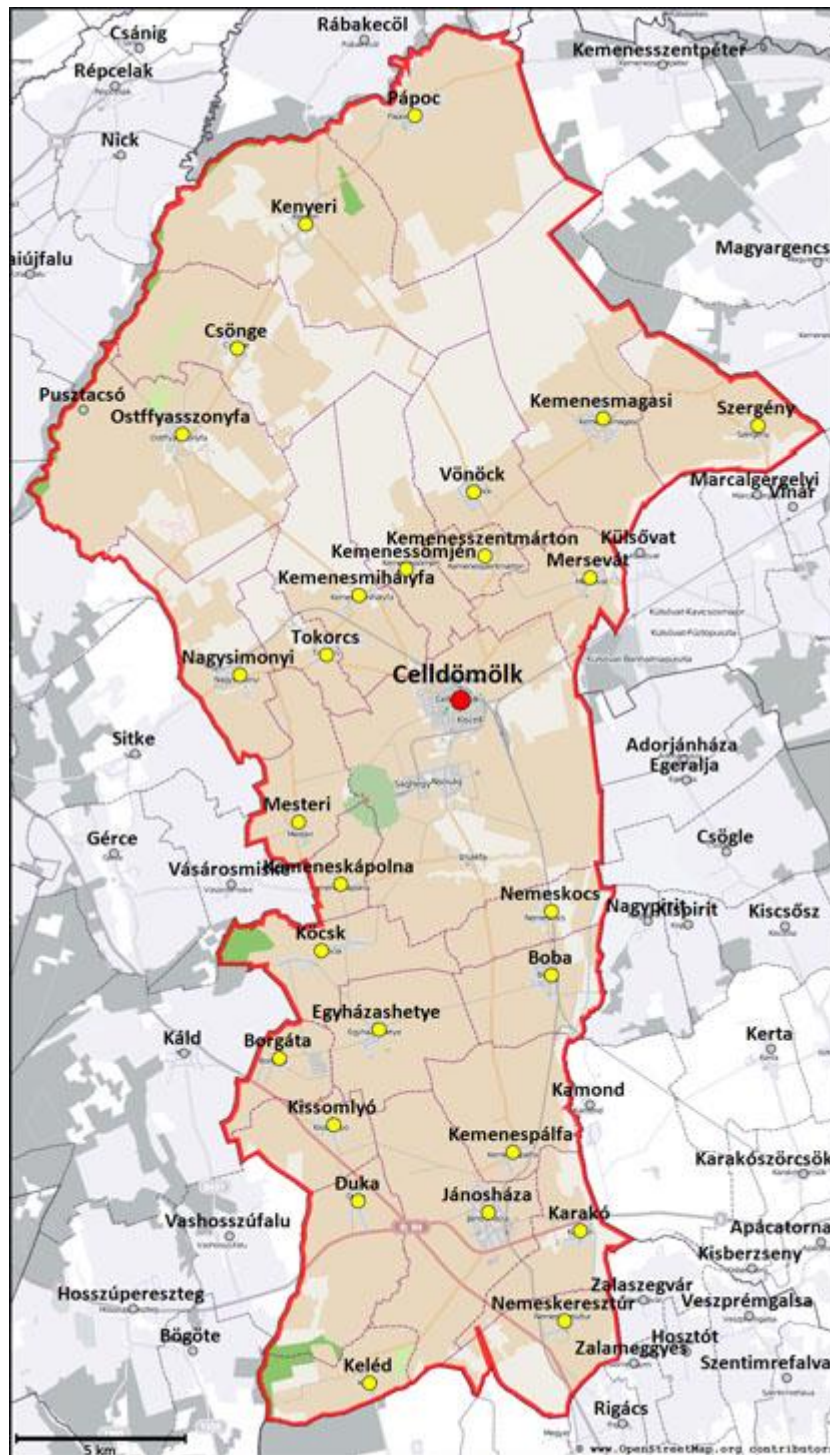 Csánig
Rábakecöl
Répcelak
Kemenesszentpéter
Pápoc
Nick
Kenyeri
aiújfalu
Magyargencs
Csönge
Pusztacsó
Ostffyasszonyfa
Kemenesmagasi
Szergény
Vönöck
Marcalgergelyi
Vinár
Kemenesszentmárton
Külsővat
Kemenessömjén
Mersevát
Kemenesmihályfa
Tokorcs
Nagysimonyi
Celldömölk
Sitke
Adorjánháza
Egeralja
Mesteri
Gérce
Csögle
Vásárosmiske
Kemeneskápolna
Nemeskocs
Nagypirit
Kispirit
Kiscsősz
Köcsk
Boba
Egyházashetye
Káld
Borgáta
Kerta
Kamond
Kissomlyó
Kemenespálfa
Karakószörcsök
Duka
Jánosháza
Karakó
Vashosszúfalu
Apácatorna
Kisberzseny
Hosszúpereszteg
Zalaszegvár
Nemeskeresztúr
Veszprémgalsa
Bögöte
Hosztót
Zalameggyes
Keléd
Szentimrefalva
Rigács
5 km
© www.OpenStreetMap.org contributor